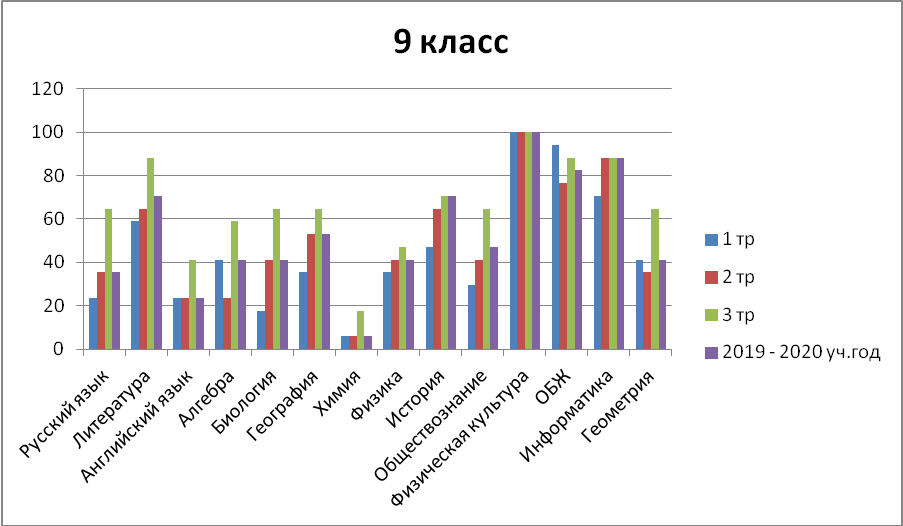 9 класс
120
100
80
60
40
20
0
Русский язык
Литература
Английский язык
Алгебра
Биология
География
Химия
Физика
История
Обществознание
Физическая культура
ОБЖ
Информатика
Геометрия
1 тр
2 тр
3 тр
2019 - 2020 уч.год